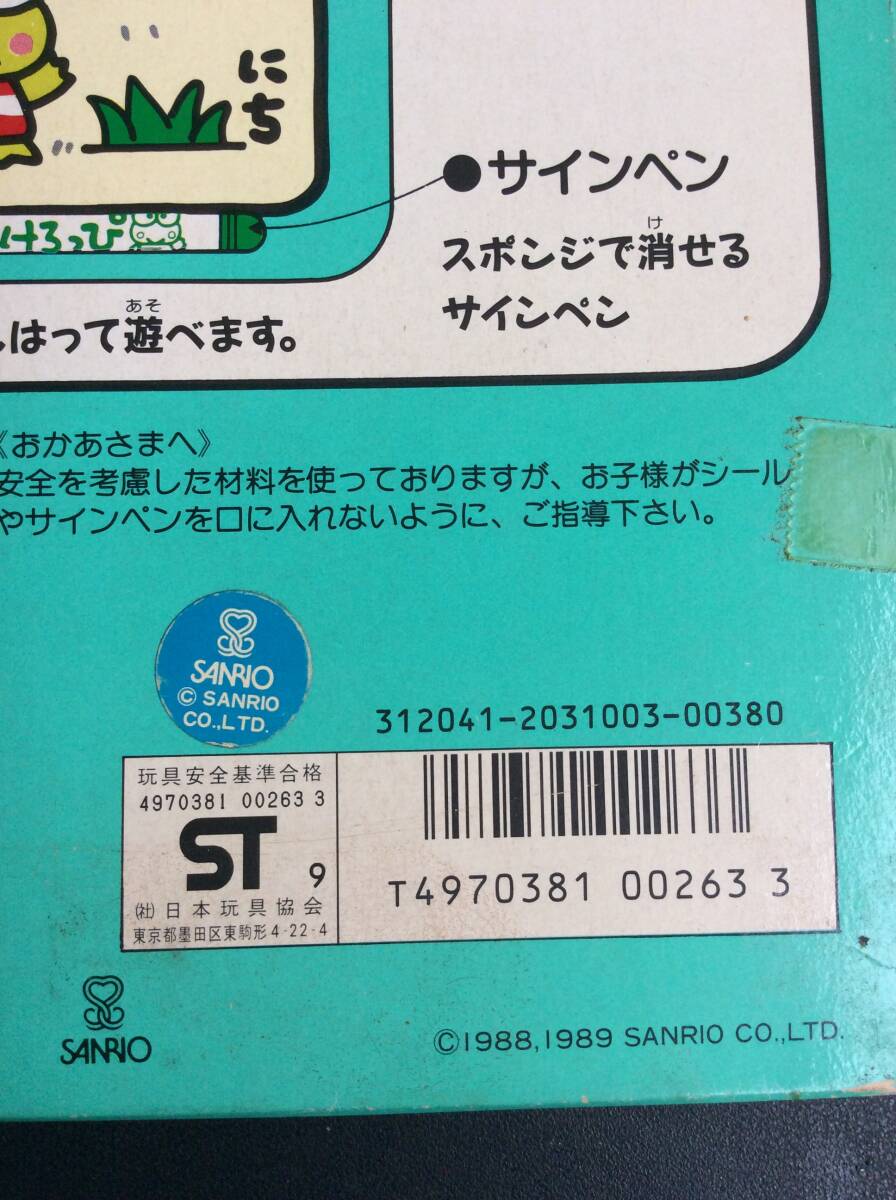 にち
けろっぴ
●サインペン
スポンジで消せる
け
サインペン
はって遊べます。
あそ
《おかあさまへ》
安全を考慮した材料を使っておりますが、お子様がシール
やサインペンを口に入れないように、ご指導下さい。
SANRIO
© SANRIO
CO.,LTD.
312041-2031003-00380
玩具安全基準合格
4970381 00263 3
ST 9
㈳日本玩具協会
東京都墨田区東駒形4-22-4
T4970381 00263 3
SANRIO
©1988,1989 SANRIO CO.,LTD.